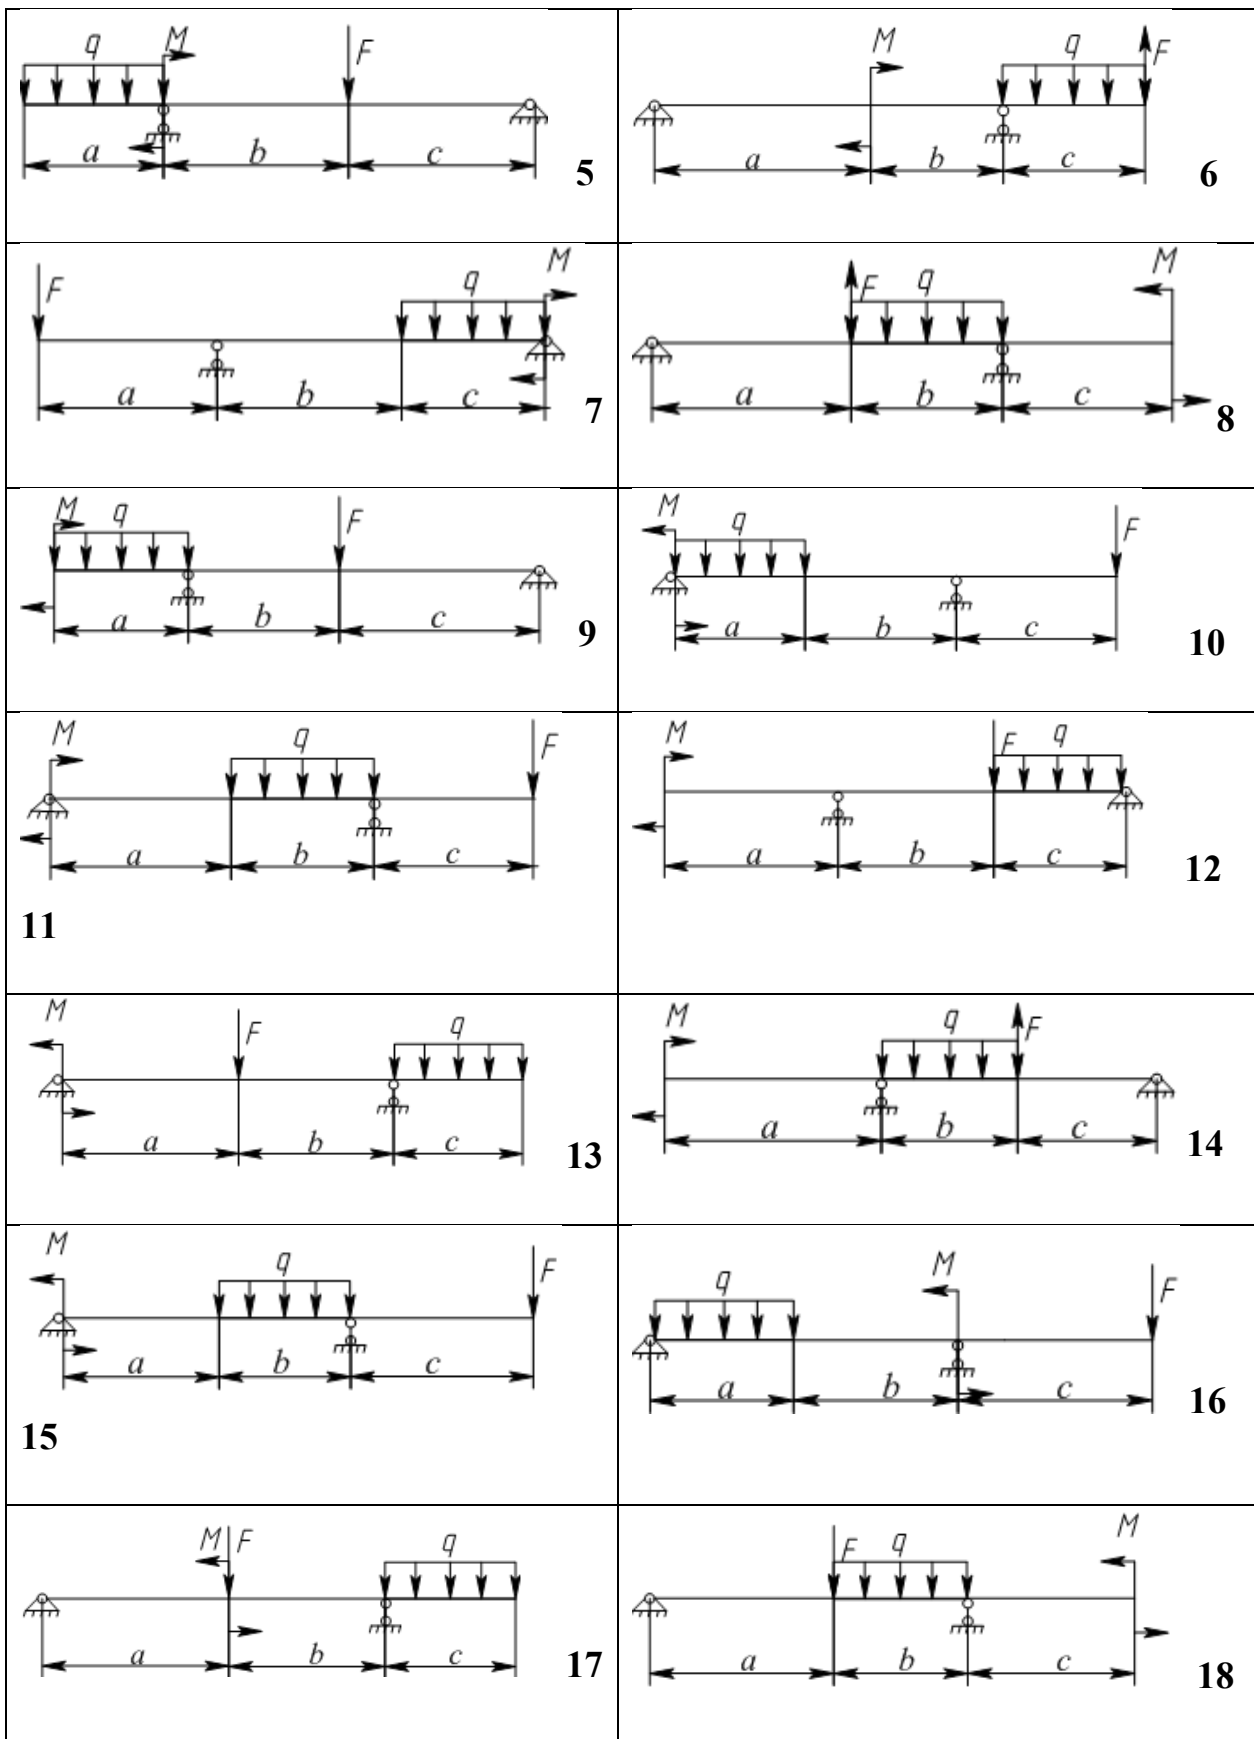 q M F
a b c 5
M q F
a b c 6
F q M
a b c 7
F q M
a b c 8
M q F
a b c 9
M q F
a b c 10
M q F
a b c
11
M F q
a b c 12
M F q
a b c 13
M q F
a b c 14
M q F
a b c
15
q M F
a b c 16
M F q
a b c 17
F q M
a b c 18